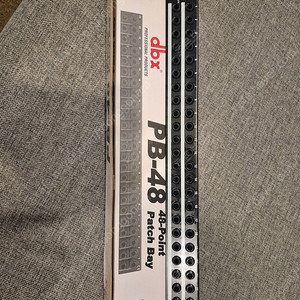 dbx
PROFESSIONAL PRODUCTS
PB-48
48-Point
Patch Bay